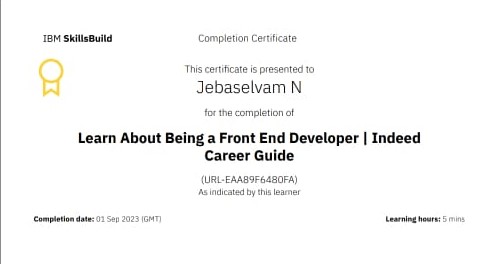 IBM SkillsBuild
Completion Certificate
This certificate is presented to
Jebaselvam N
for the completion of
Learn About Being a Front End Developer | Indeed
Career Guide
(URL-EAA89F6480FA)
As indicated by this learner
Completion date: 01 Sep 2023 (GMT)
Learning hours: 5 mins